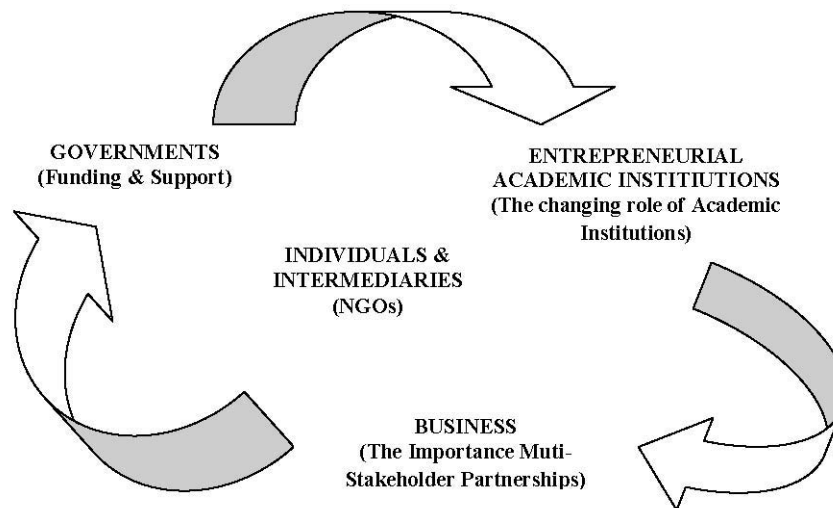 GOVERNMENTS
(Funding & Support)
ENTREPRENEURIAL
ACADEMIC INSTITIUTIONS
(The changing role of Academic
Institutions)
INDIVIDUALS &
INTERMEDIARIES
(NGOs)
BUSINESS
(The Importance Muti-
Stakeholder Partnerships)